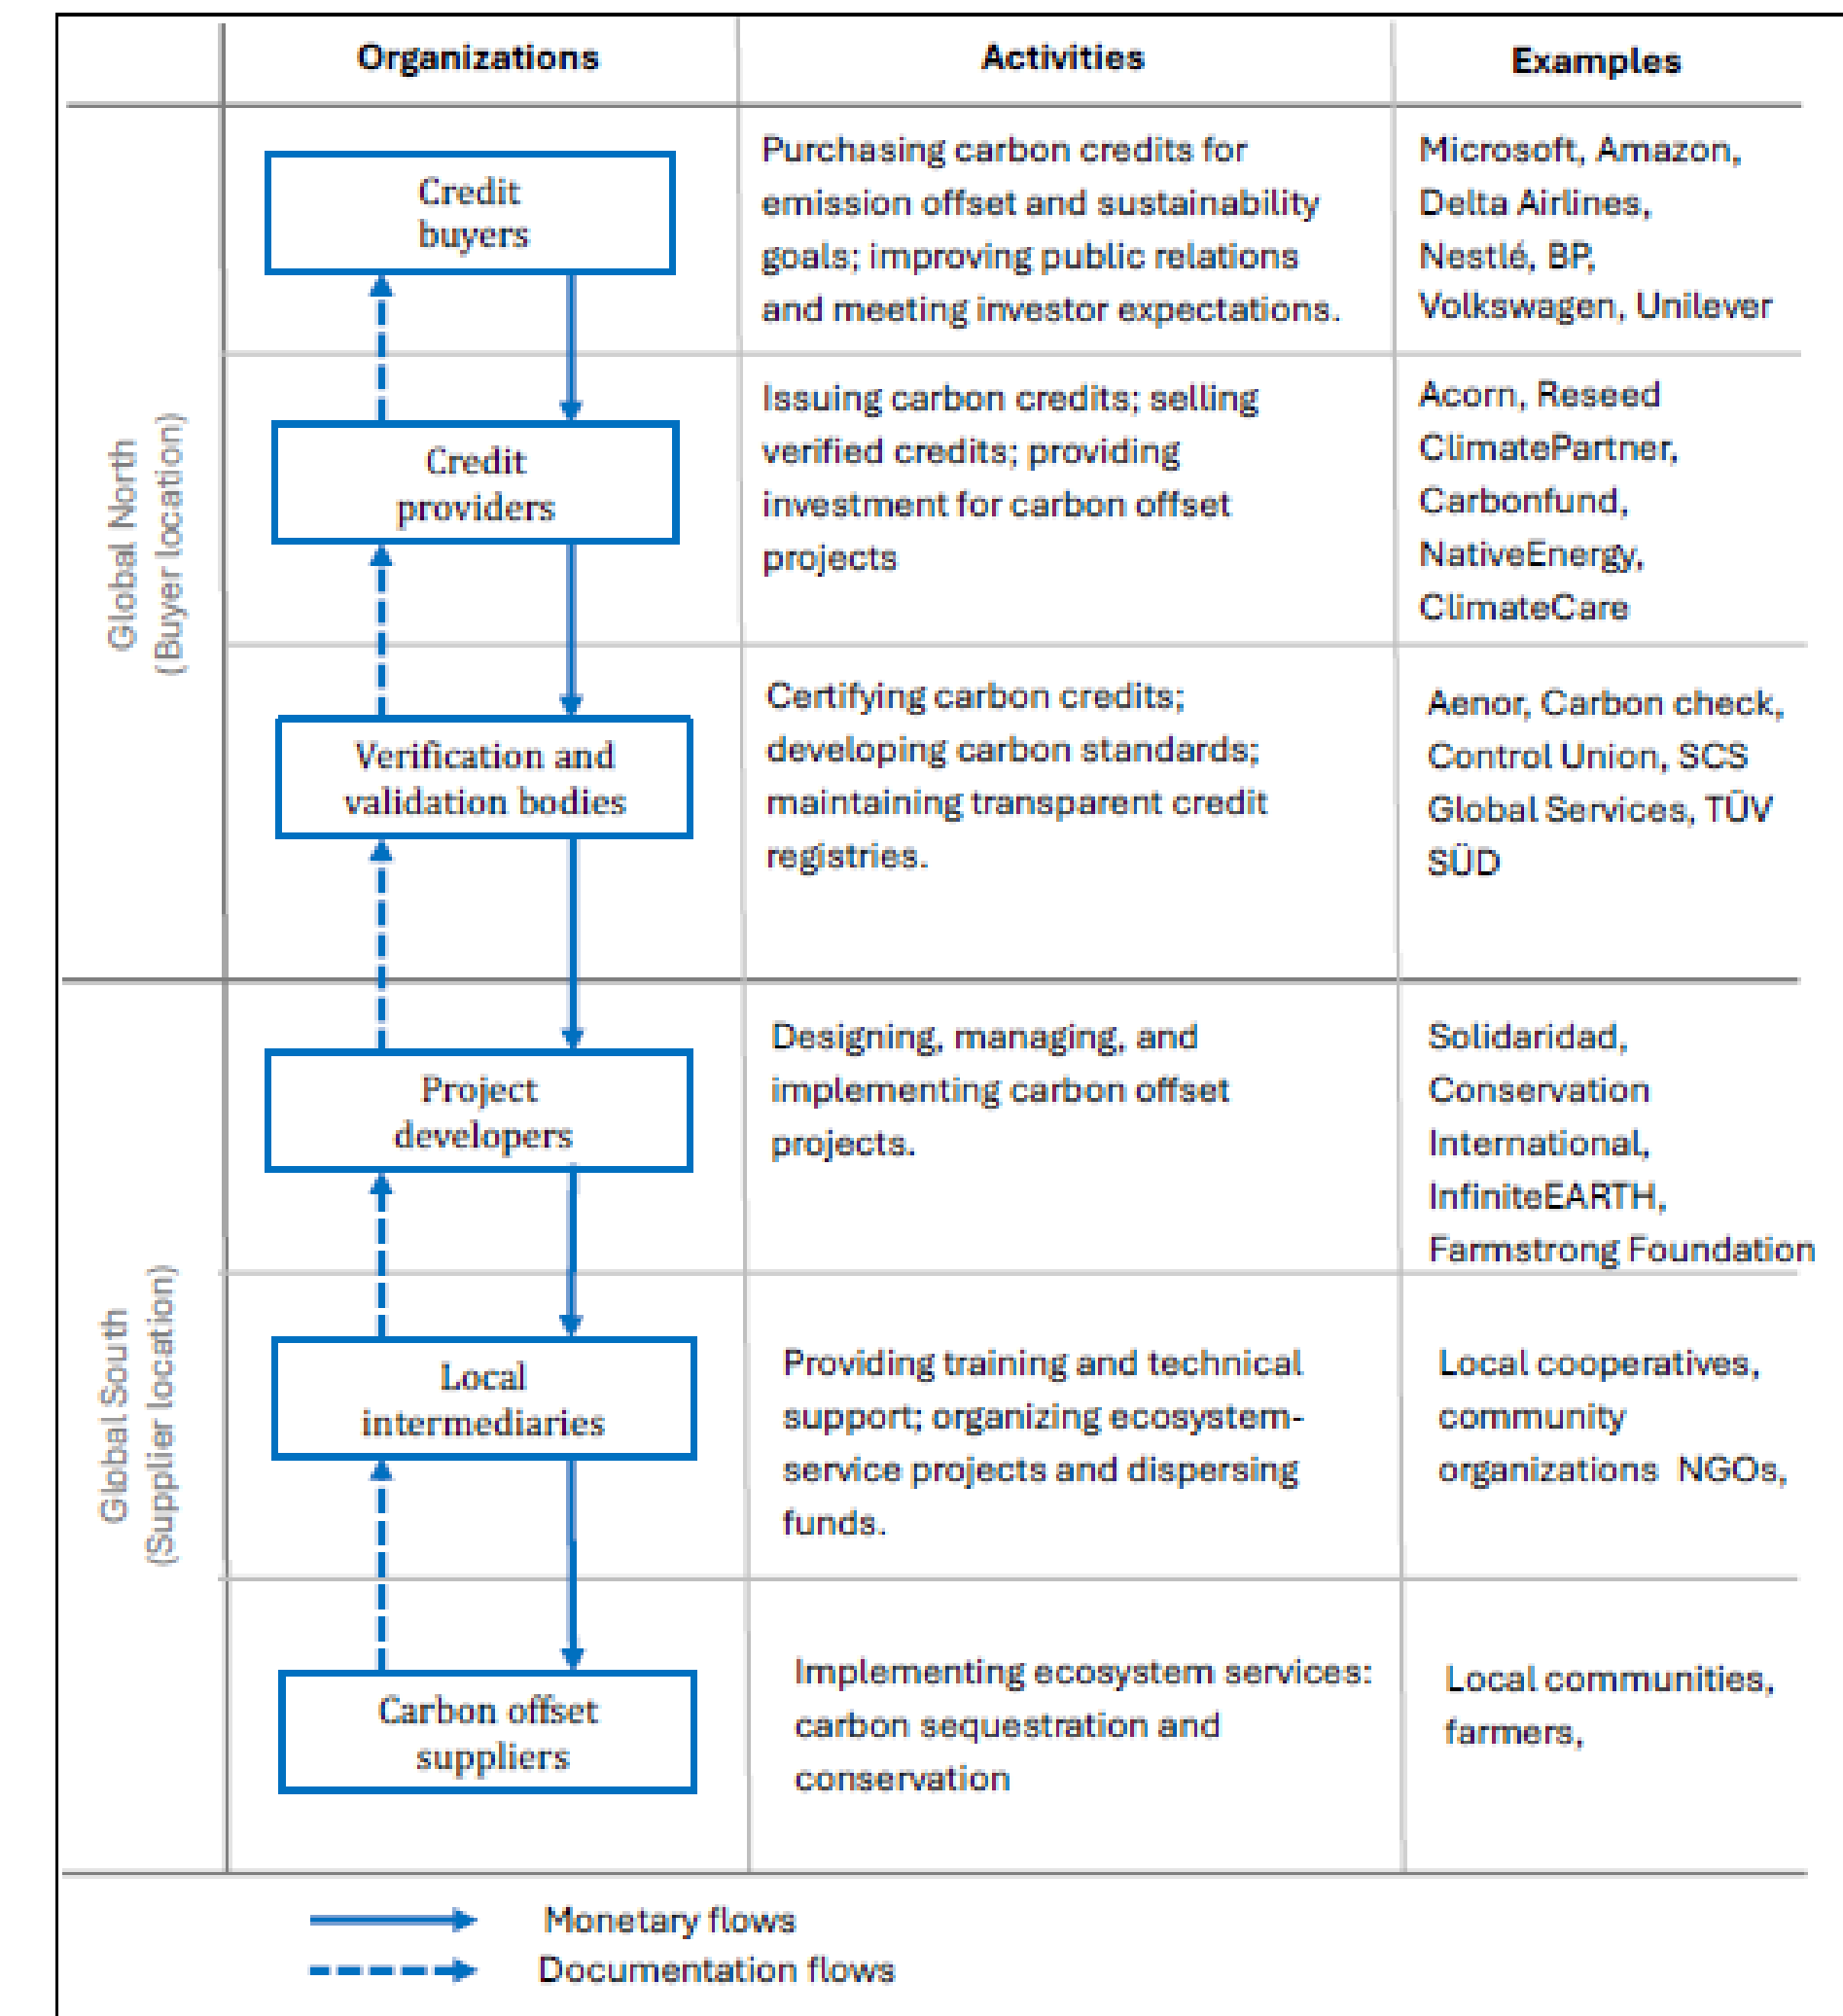 Organizations
Activities
Examples
Global North
(Buyer location)
Credit
buyers
Purchasing carbon credits for
emission offset and sustainability
goals; improving public relations
and meeting investor expectations.
Microsoft, Amazon,
Delta Airlines,
Nestlé, BP,
Volkswagen, Unilever
Credit
providers
Issuing carbon credits; selling
verified credits; providing
investment for carbon offset
projects
Acorn, Reseed
ClimatePartner,
Carbonfund,
NativeEnergy,
ClimateCare
Verification and
validation bodies
Certifying carbon credits;
developing carbon standards;
maintaining transparent credit
registries.
Aenor, Carbon check,
Control Union, SCS
Global Services, TÜV
SÜD
Global South
(Supplier location)
Project
developers
Designing, managing, and
implementing carbon offset
projects.
Solidaridad,
Conservation
International,
InfiniteEARTH,
Farmstrong Foundation
Local
intermediaries
Providing training and technical
support; organizing ecosystem-
service projects and dispersing
funds.
Local cooperatives,
community
organizations NGOs,
Carbon offset
suppliers
Implementing ecosystem services:
carbon sequestration and
conservation
Local communities,
farmers,
Monetary flows
Documentation flows